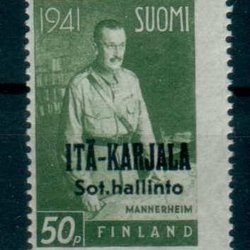 1941 SUOMI
ITÄ-KARJALA
Sot.hallinto
MANNERHEIM
50P FINLAND